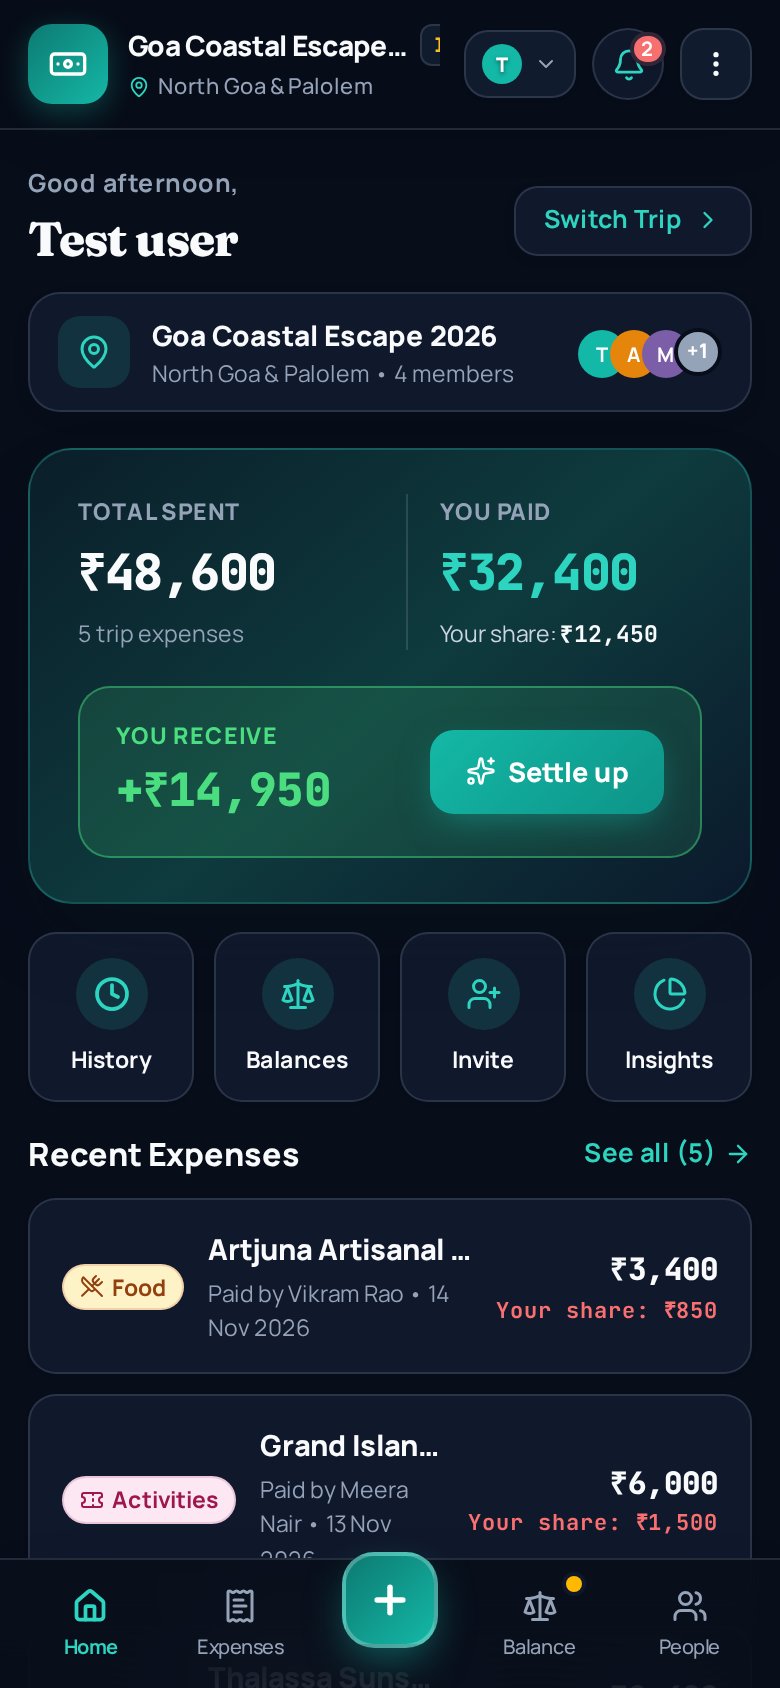 Goa Coastal Escape...
North Goa & Palolem
T
2
Good afternoon,
Test user
Switch Trip
Goa Coastal Escape 2026
North Goa & Palolem • 4 members
T A M +1
TOTAL SPENT
₹48,600
5 trip expenses
YOU PAID
₹32,400
Your share: ₹12,450
YOU RECEIVE
+₹14,950
Settle up
History
Balances
Invite
Insights
Recent Expenses
See all (5)
Food
Artjuna Artisanal ...
Paid by Vikram Rao • 14
Nov 2026
₹3,400
Your share: ₹850
Activities
Grand Islan...
Paid by Meera
Nair • 13 Nov
2026
₹6,000
Your share: ₹1,500
Thalassa Suns...
Home
Expenses
Balance
People